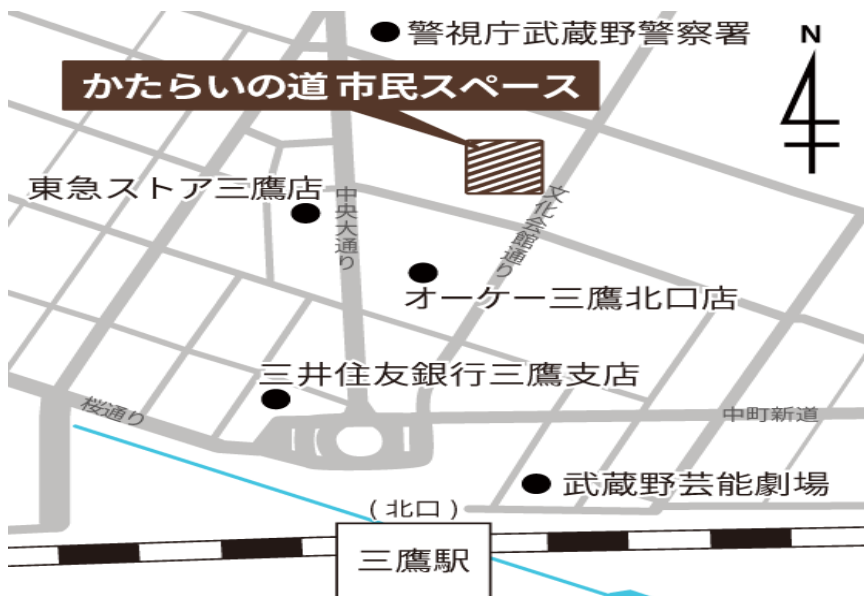 警視庁武蔵野警察署
N
かたらいの道 市民スペース
東急ストア三鷹店
中央大通り
文化会館通り
オーケー三鷹北口店
三井住友銀行三鷹支店
桜通り
中町新道
武蔵野芸能劇場
(北口)
三鷹駅